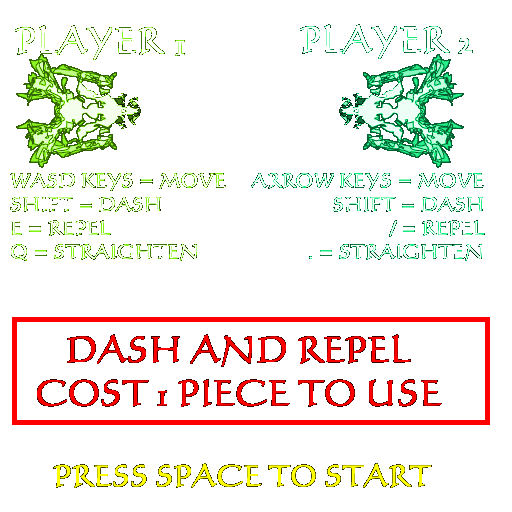 PLAYER 1
PLAYER 2
WASD KEYS = MOVE
SHIFT = DASH
E = REPEL
Q = STRAIGHTEN
ARROW KEYS = MOVE
SHIFT = DASH
/ = REPEL
. = STRAIGHTEN
DASH AND REPEL
COST 1 PIECE TO USE
PRESS SPACE TO START